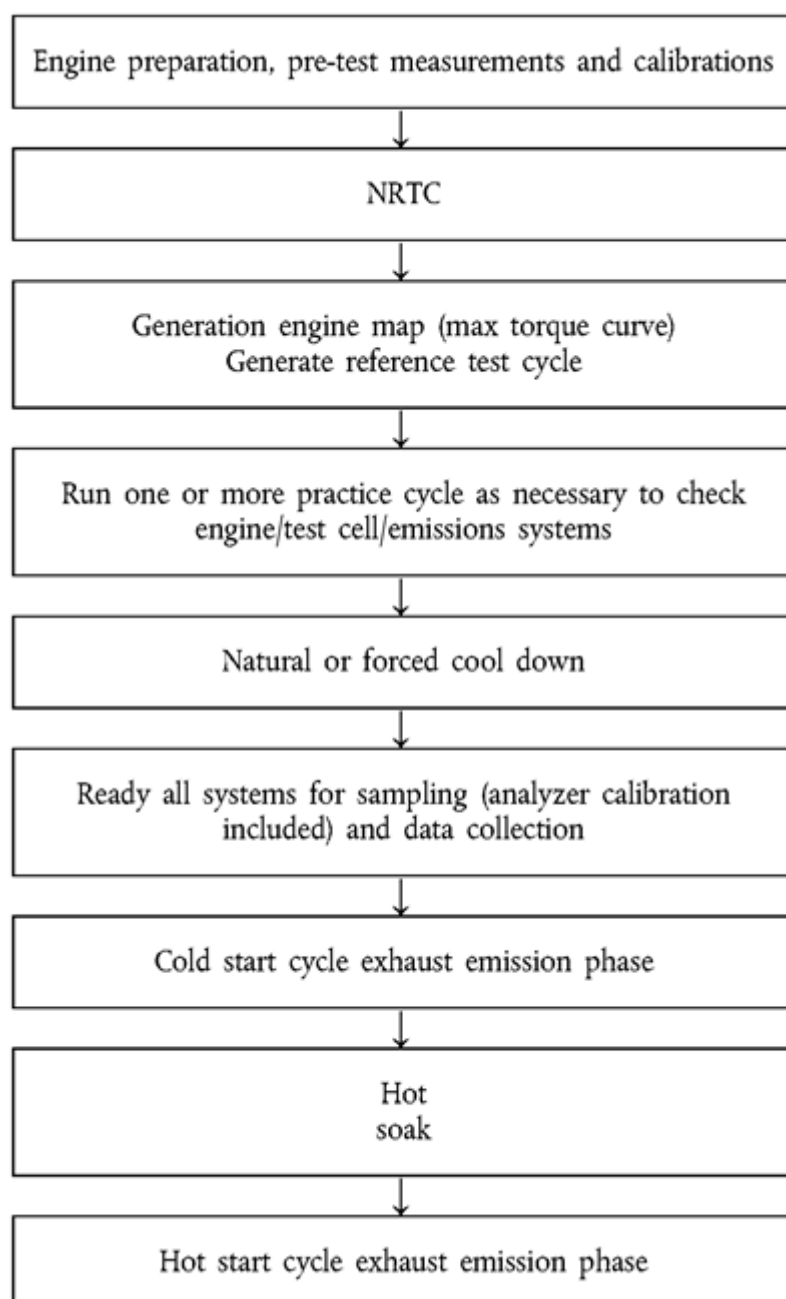 Engine preparation, pre-test measurements and calibrations
NRTC
Generation engine map (max torque curve)
Generate reference test cycle
Run one or more practice cycle as necessary to check
engine/test cell/emissions systems
Natural or forced cool down
Ready all systems for sampling (analyzer calibration
included) and data collection
Cold start cycle exhaust emission phase
Hot
soak
Hot start cycle exhaust emission phase